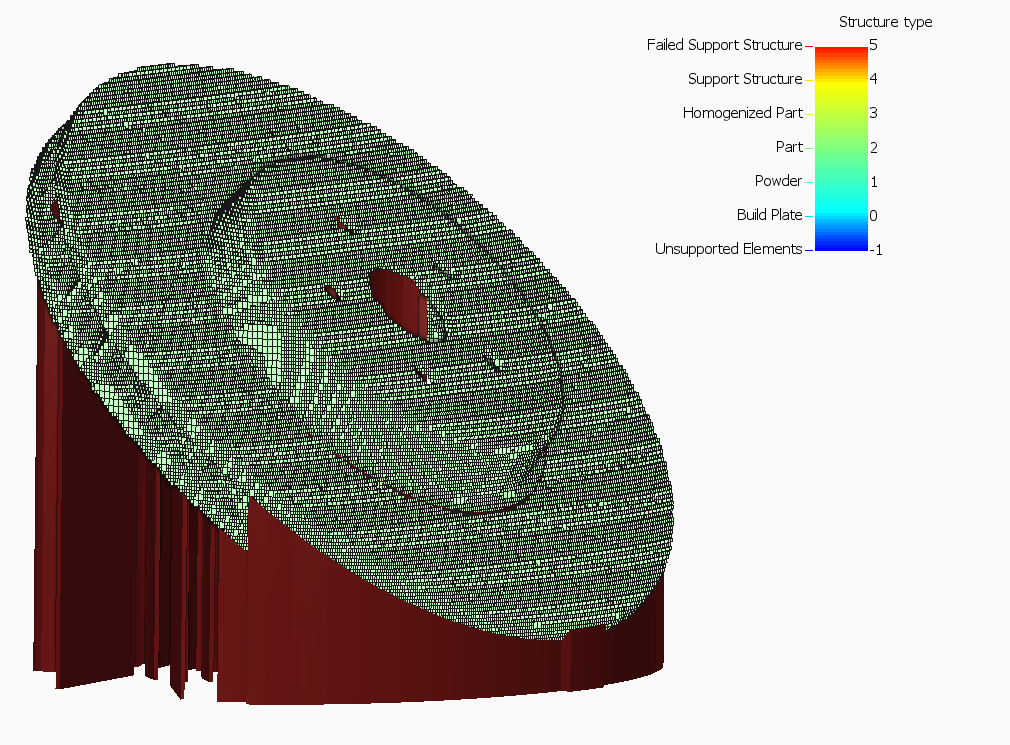 Structure type
Failed Support Structure 5
Support Structure 4
Homogenized Part 3
Part 2
Powder 1
Build Plate 0
Unsupported Elements -1